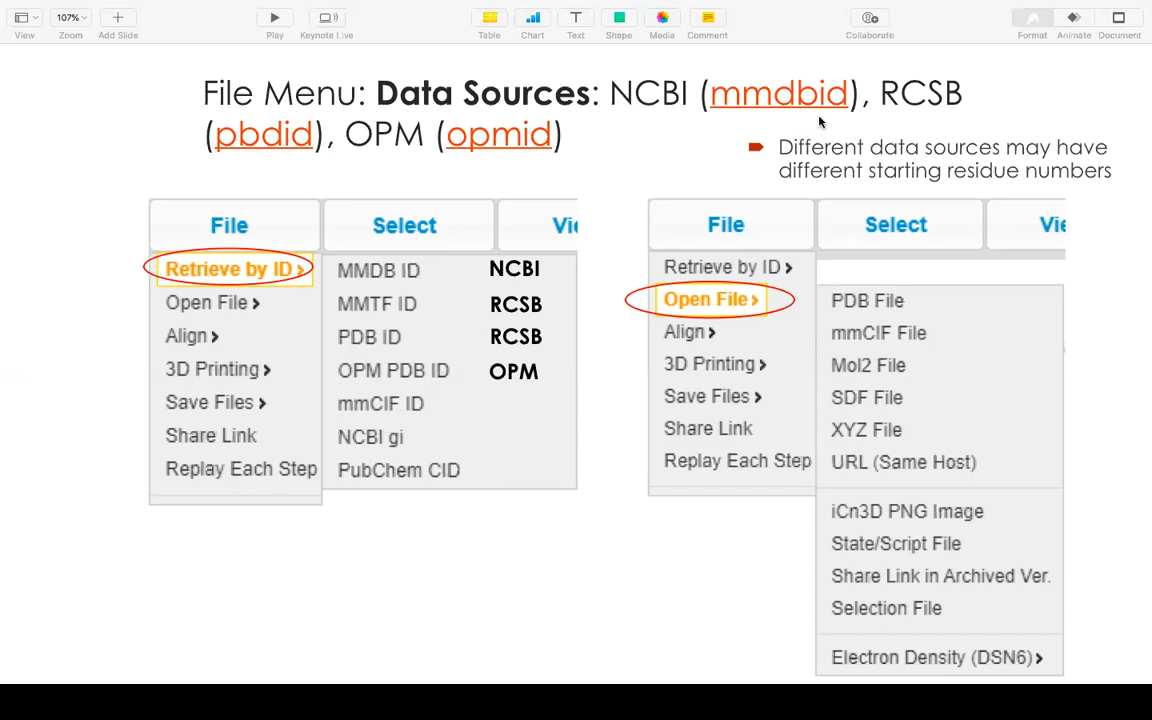 107%
View
Zoom
Add Slide
Play
Keynote Live
Table
Chart
Text
Shape
Media
Comment
Collaborate
Format
Animate
Document
File Menu: Data Sources: NCBI (mmdbid), RCSB
(pbdid), OPM (opmid)
Different data sources may have
different starting residue numbers
File
Select
Vi
Retrieve by ID
Open File
Align
3D Printing
Save Files
Share Link
Replay Each Step
MMDB ID NCBI
MMTF ID RCSB
PDB ID RCSB
OPM PDB ID OPM
mmCIF ID
NCBI gi
PubChem CID
File
Select
Vi
Retrieve by ID
Open File
Align
3D Printing
Save Files
Share Link
Replay Each Step
PDB File
mmCIF File
Mol2 File
SDF File
XYZ File
URL (Same Host)
iCn3D PNG Image
State/Script File
Share Link in Archived Ver.
Selection File
Electron Density (DSN6)